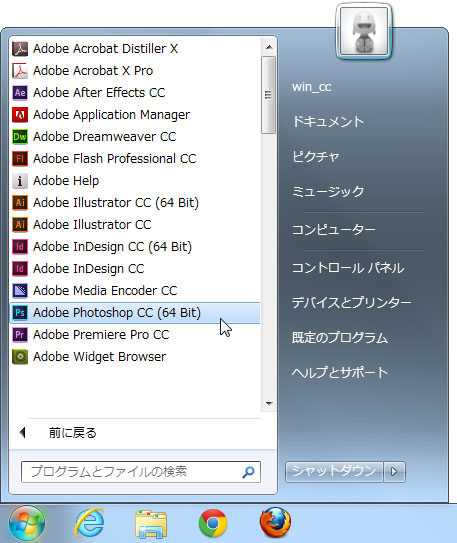 Adobe Acrobat Distiller X
Adobe Acrobat X Pro
Ae Adobe After Effects CC
Adobe Application Manager
Dw Adobe Dreamweaver CC
Fl Adobe Flash Professional CC
i Adobe Help
Ai Adobe Illustrator CC (64 Bit)
Ai Adobe Illustrator CC
Id Adobe InDesign CC (64 Bit)
Id Adobe InDesign CC
Adobe Media Encoder CC
Ps Adobe Photoshop CC (64 Bit)
Pr Adobe Premiere Pro CC
Adobe Widget Browser
前に戻る
プログラムとファイルの検索
win_cc
ドキュメント
ピクチャ
ミュージック
コンピューター
コントロール パネル
デバイスとプリンター
既定のプログラム
ヘルプとサポート
シャットダウン